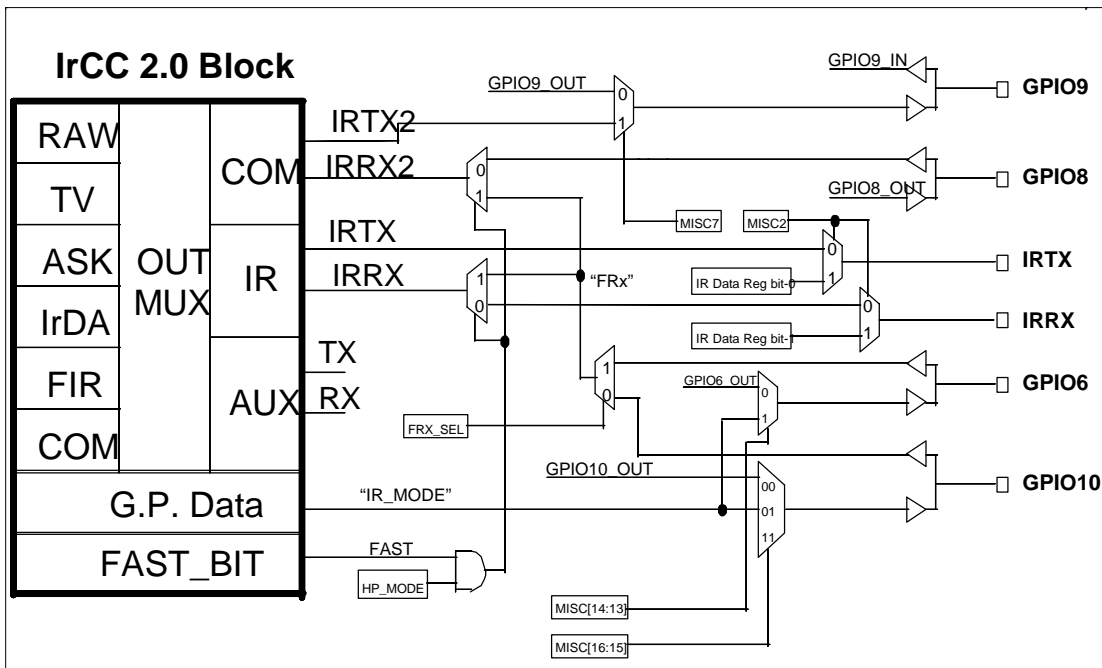 IrCC 2.0 Block
RAW
TV
ASK
IrDA
FIR
COM
OUT
MUX
COM
IR
AUX
G.P. Data
FAST_BIT
IRTX2
IRRX2
IRTX
IRRX
TX
RX
"IR_MODE"
FAST
HP_MODE
FRX_SEL
GPIO9_OUT
0
1
GPIO9_IN
GPIO9
0
1
GPIO8_OUT
GPIO8
MISC7
MISC2
1
0
"FRx"
0
1
IR Data Reg bit-0
IRTX
0
1
IR Data Reg bit-1
IRRX
1
0
GPIO6_OUT
0
1
GPIO6
GPIO10_OUT
00
01
11
GPIO10
MISC[14:13]
MISC[16:15]